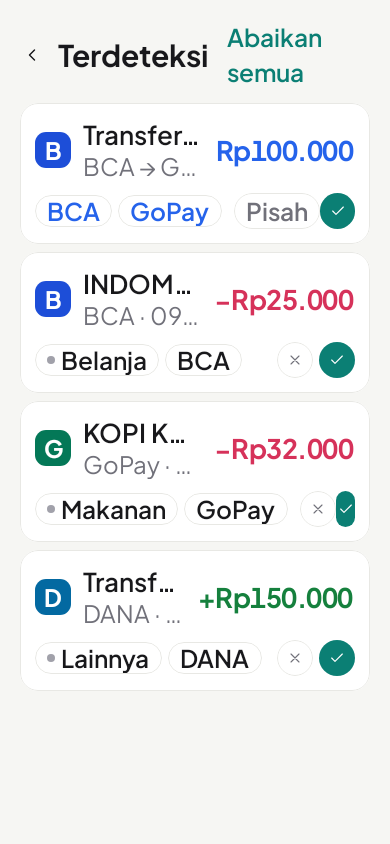 Terdeteksi
Abaikan
semua
B
Transfer...
Rp100.000
BCA → G...
BCA
GoPay
Pisah
B
INDOM...
−Rp25.000
BCA · 09...
Belanja
BCA
G
KOPI K...
−Rp32.000
GoPay · ...
Makanan
GoPay
D
Transf...
+Rp150.000
DANA · ...
Lainnya
DANA